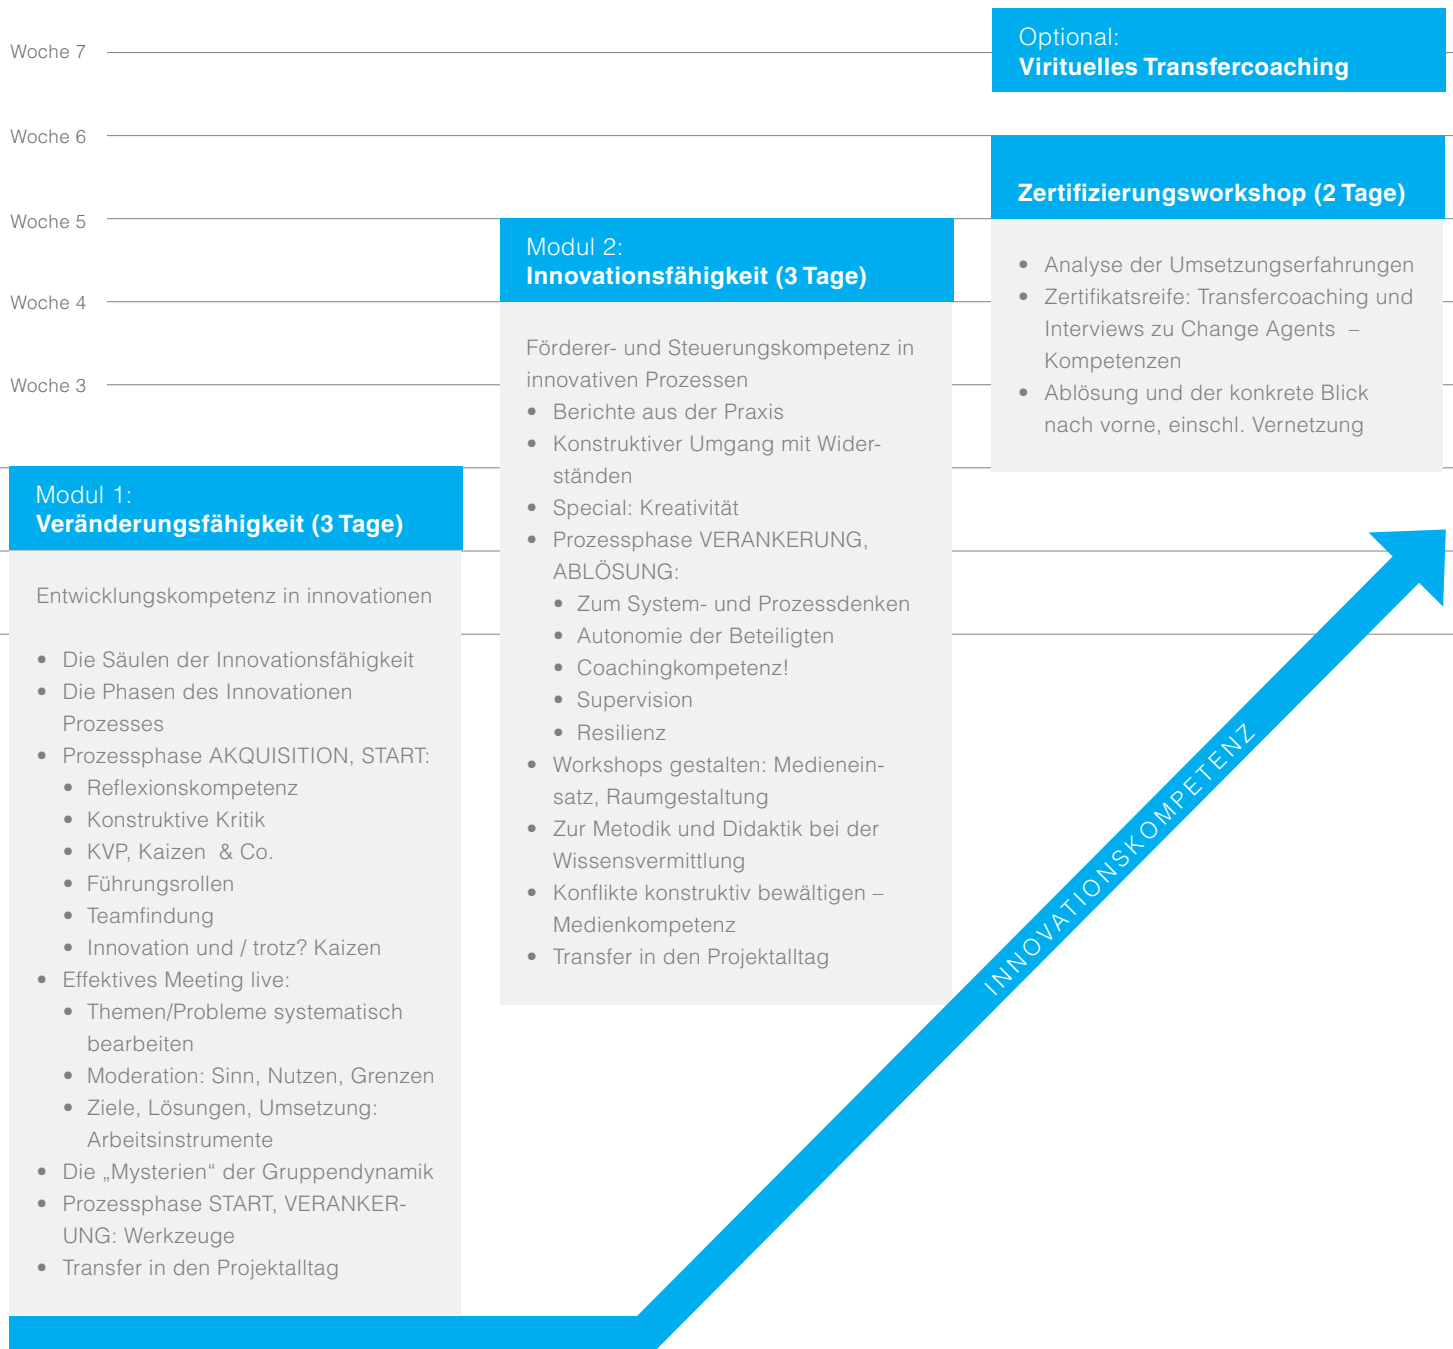 Woche 7
Woche 6
Woche 5
Woche 4
Woche 3
Modul 1:
Veränderungsfähigkeit (3 Tage)
Entwicklungskompetenz in innovationen
• Die Säulen der Innovationsfähigkeit
• Die Phasen des Innovationen
Prozesses
• Prozessphase AKQUISITION, START:
• Reflexionskompetenz
• Konstruktive Kritik
• KVP, Kaizen & Co.
• Führungsrollen
• Teamfindung
• Innovation und / trotz? Kaizen
• Effektives Meeting live:
• Themen/Probleme systematisch
bearbeiten
• Moderation: Sinn, Nutzen, Grenzen
• Ziele, Lösungen, Umsetzung:
Arbeitsinstrumente
• Die „Mysterien“ der Gruppendynamik
• Prozessphase START, VERANKER-
UNG: Werkzeuge
• Transfer in den Projektalltag
Modul 2:
Innovationsfähigkeit (3 Tage)
Förderer- und Steuerungskompetenz in
innovativen Prozessen
• Berichte aus der Praxis
• Konstruktiver Umgang mit Wider-
ständen
• Special: Kreativität
• Prozessphase VERANKERUNG,
ABLÖSUNG:
• Zum System- und Prozessdenken
• Autonomie der Beteiligten
• Coachingkompetenz!
• Supervision
• Resilienz
• Workshops gestalten: Medienein-
satz, Raumgestaltung
• Zur Metodik und Didaktik bei der
Wissensvermittlung
• Konflikte konstruktiv bewältigen –
Medienkompetenz
• Transfer in den Projektalltag
Optional:
Virituelles Transfercoaching
Zertifizierungsworkshop (2 Tage)
• Analyse der Umsetzungserfahrungen
• Zertifikatsreife: Transfercoaching und
Interviews zu Change Agents –
Kompetenzen
• Ablösung und der konkrete Blick
nach vorne, einschl. Vernetzung
INNOVATIONSKOMPETENZ